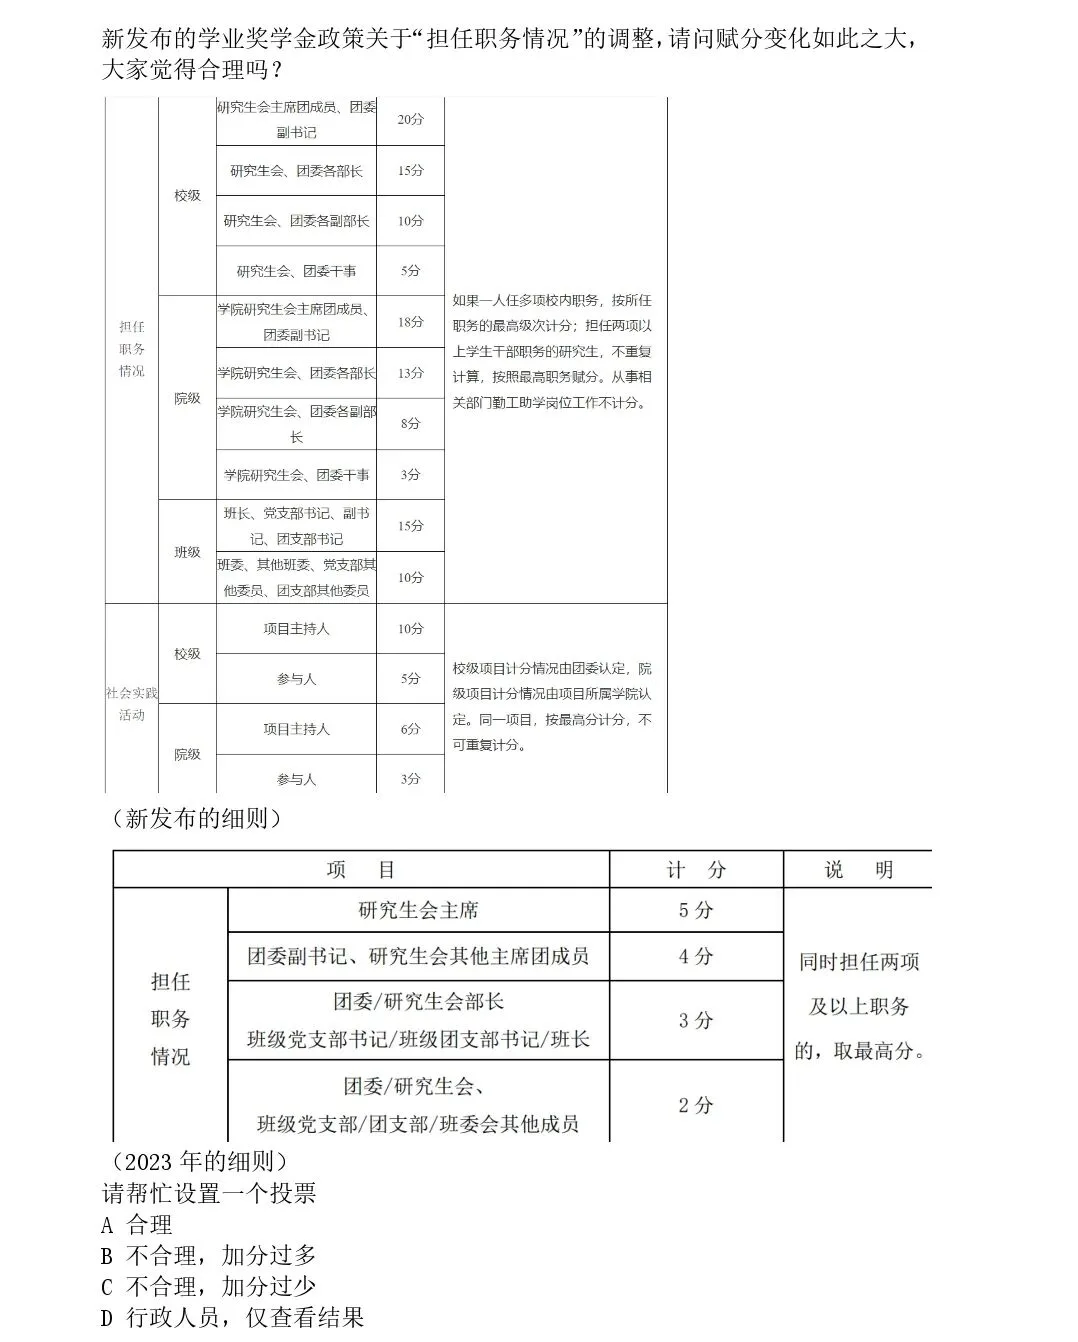 新发布的学业奖学金政策关于“担任职务情况”的调整,请问赋分变化如此之大,
大家觉得合理吗?
担任
职务
情况
校级
研究生会主席团成员、团委
副书记
20分
研究生会、团委各部长
15分
研究生会、团委各副部长
10分
研究生会、团委干事
5分
院级
学院研究生会主席团成员、
团委副书记
18分
学院研究生会、团委各部长
13分
学院研究生会、团委各副部
长
8分
学院研究生会、团委干事
3分
班级
班长、党支部书记、副书
记、团支部书记
15分
班委、其他班委、党支部其
他委员、团支部其他委员
10分
如果一人任多项校内职务，按所任
职务的最高级次计分；担任两项以
上学生干部职务的研究生，不重复
计算，按照最高职务赋分。从事相
关部门勤工助学岗位工作不计分。
社会实践
活动
校级
项目主持人
10分
参与人
5分
院级
项目主持人
6分
参与人
3分
校级项目计分情况由团委认定，院
级项目计分情况由项目所属学院认
定。同一项目，按最高分计分，不
可重复计分。
（新发布的细则）
项 目
计 分
说 明
担任
职务
情况
研究生会主席
5 分
团委副书记、研究生会其他主席团成员
4 分
团委/研究生会部长
班级党支部书记/班级团支部书记/班长
3 分
团委/研究生会、
班级党支部/团支部/班委会其他成员
2 分
同时担任两项
及以上职务
的，取最高分。
（2023 年的细则）
请帮忙设置一个投票
A 合理
B 不合理，加分过多
C 不合理，加分过少
D 行政人员，仅查看结果